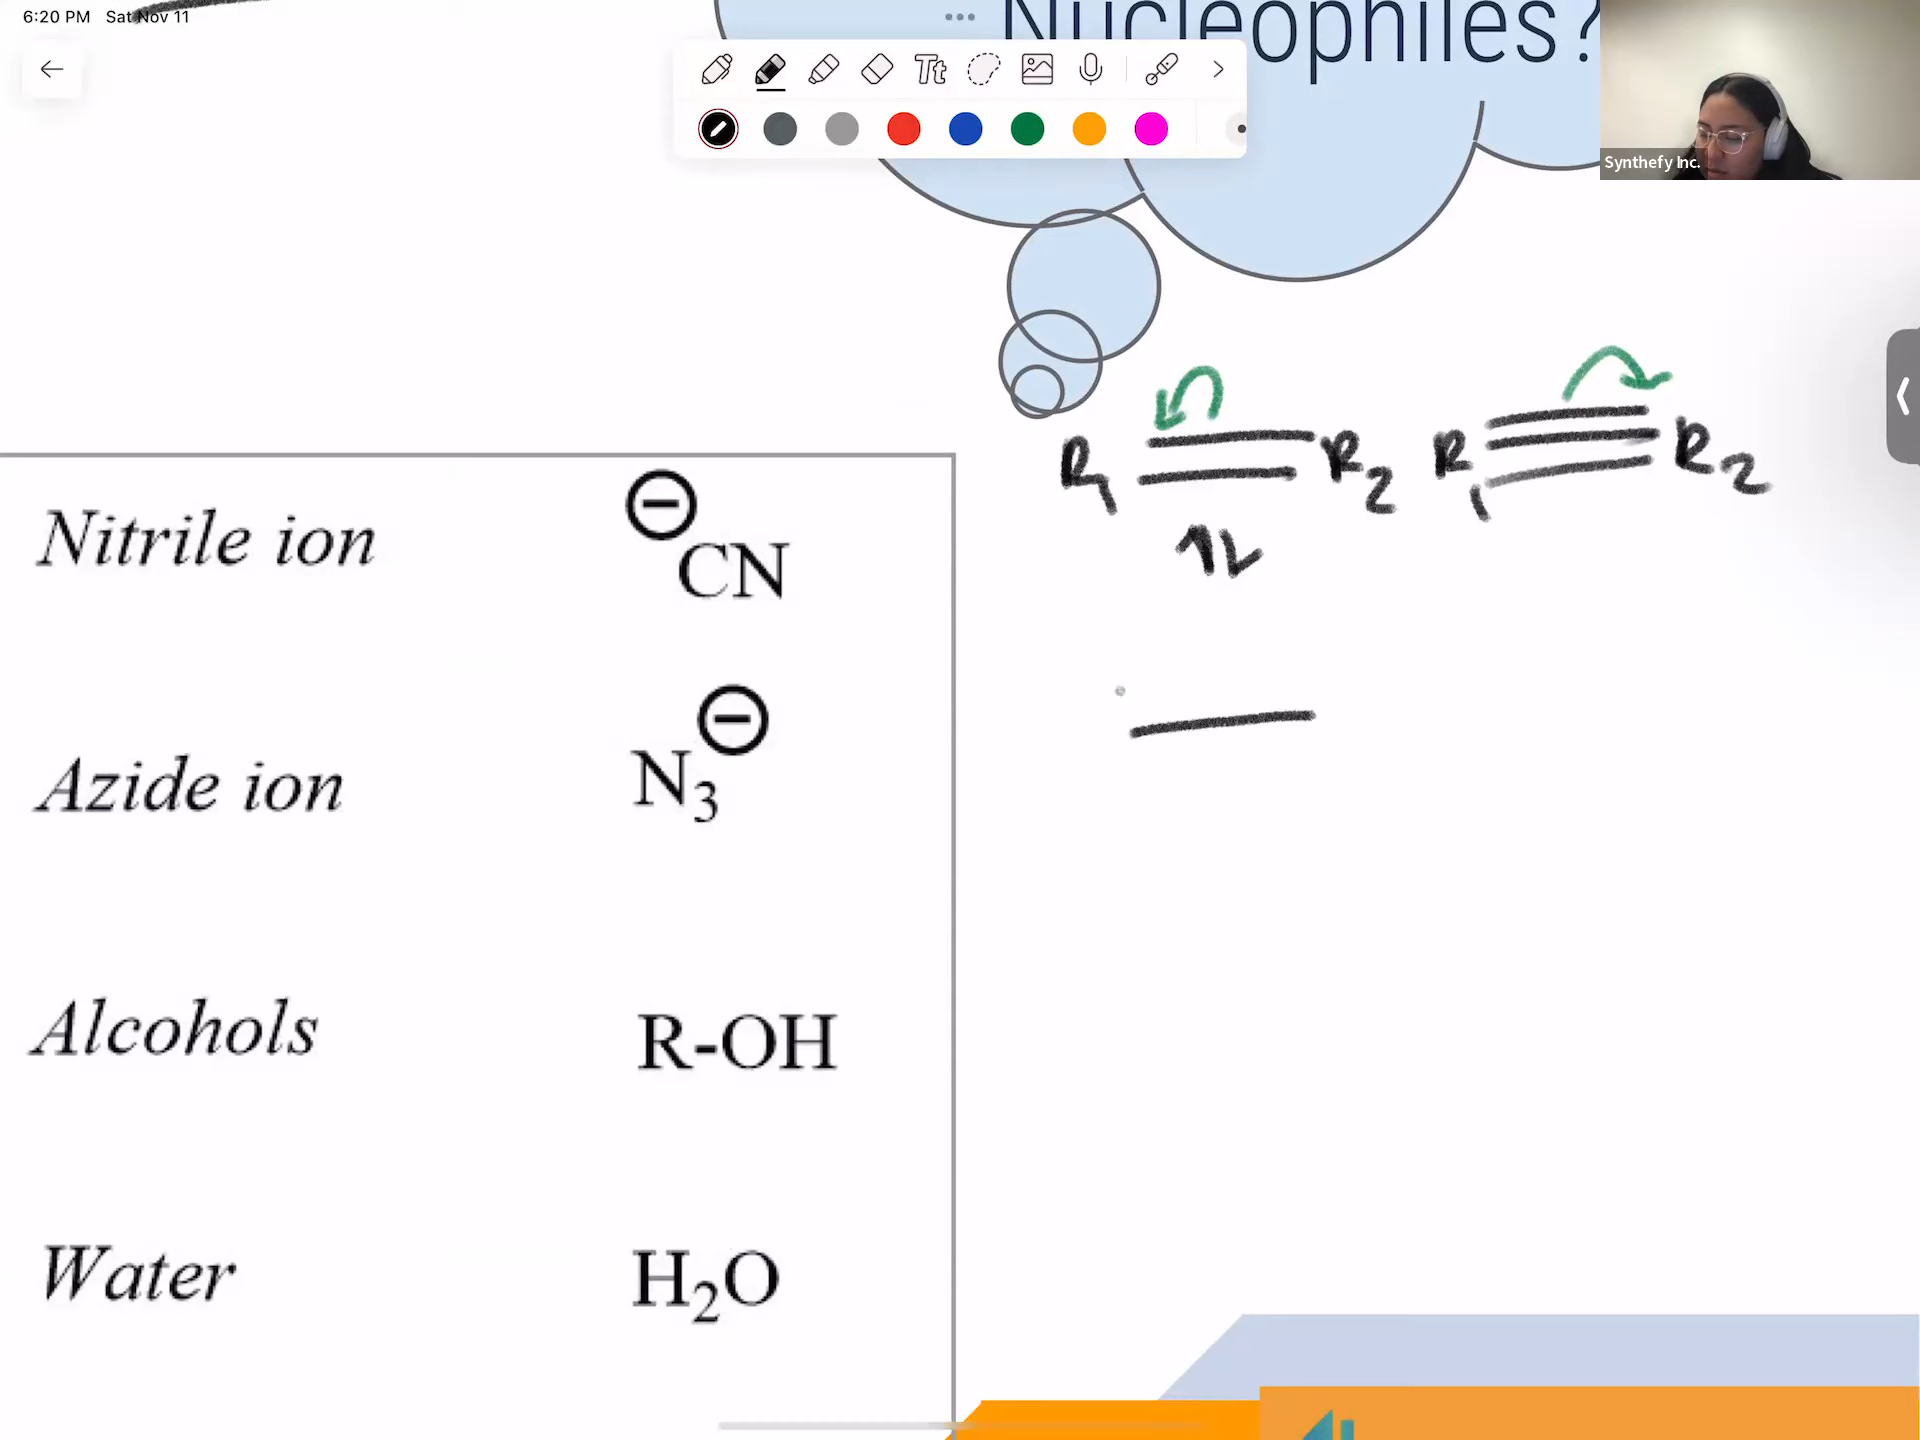 6:20 PM Sat Nov 11
Nucleophiles?
Tt
Synthefy Inc.
R1 R2 R1 R2
Nitrile ion ⊖CN
Azide ion N3⊖
Alcohols R-OH
Water H2O